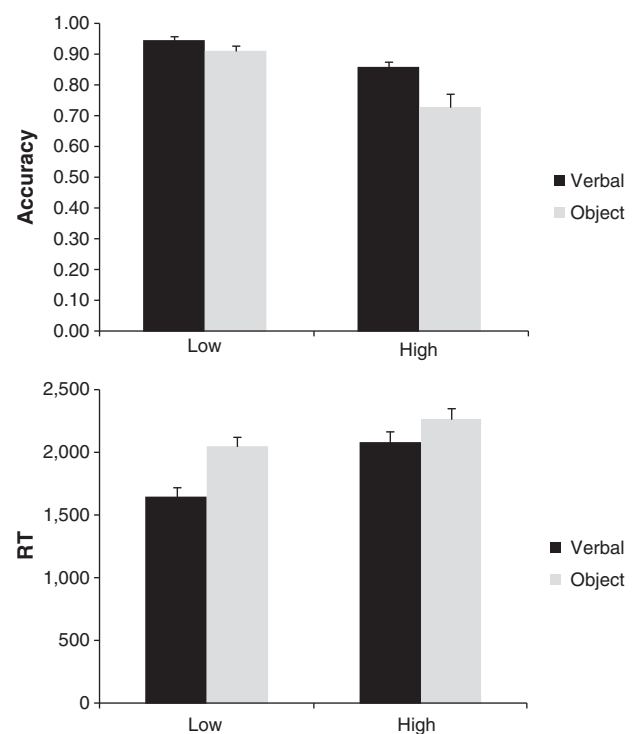 1.00
0.90
0.80
0.70
0.60
0.50
0.40
0.30
0.20
0.10
0.00
Accuracy
Low
High
Verbal
Object
2,500
2,000
1,500
1,000
500
0
RT
Low
High
Verbal
Object